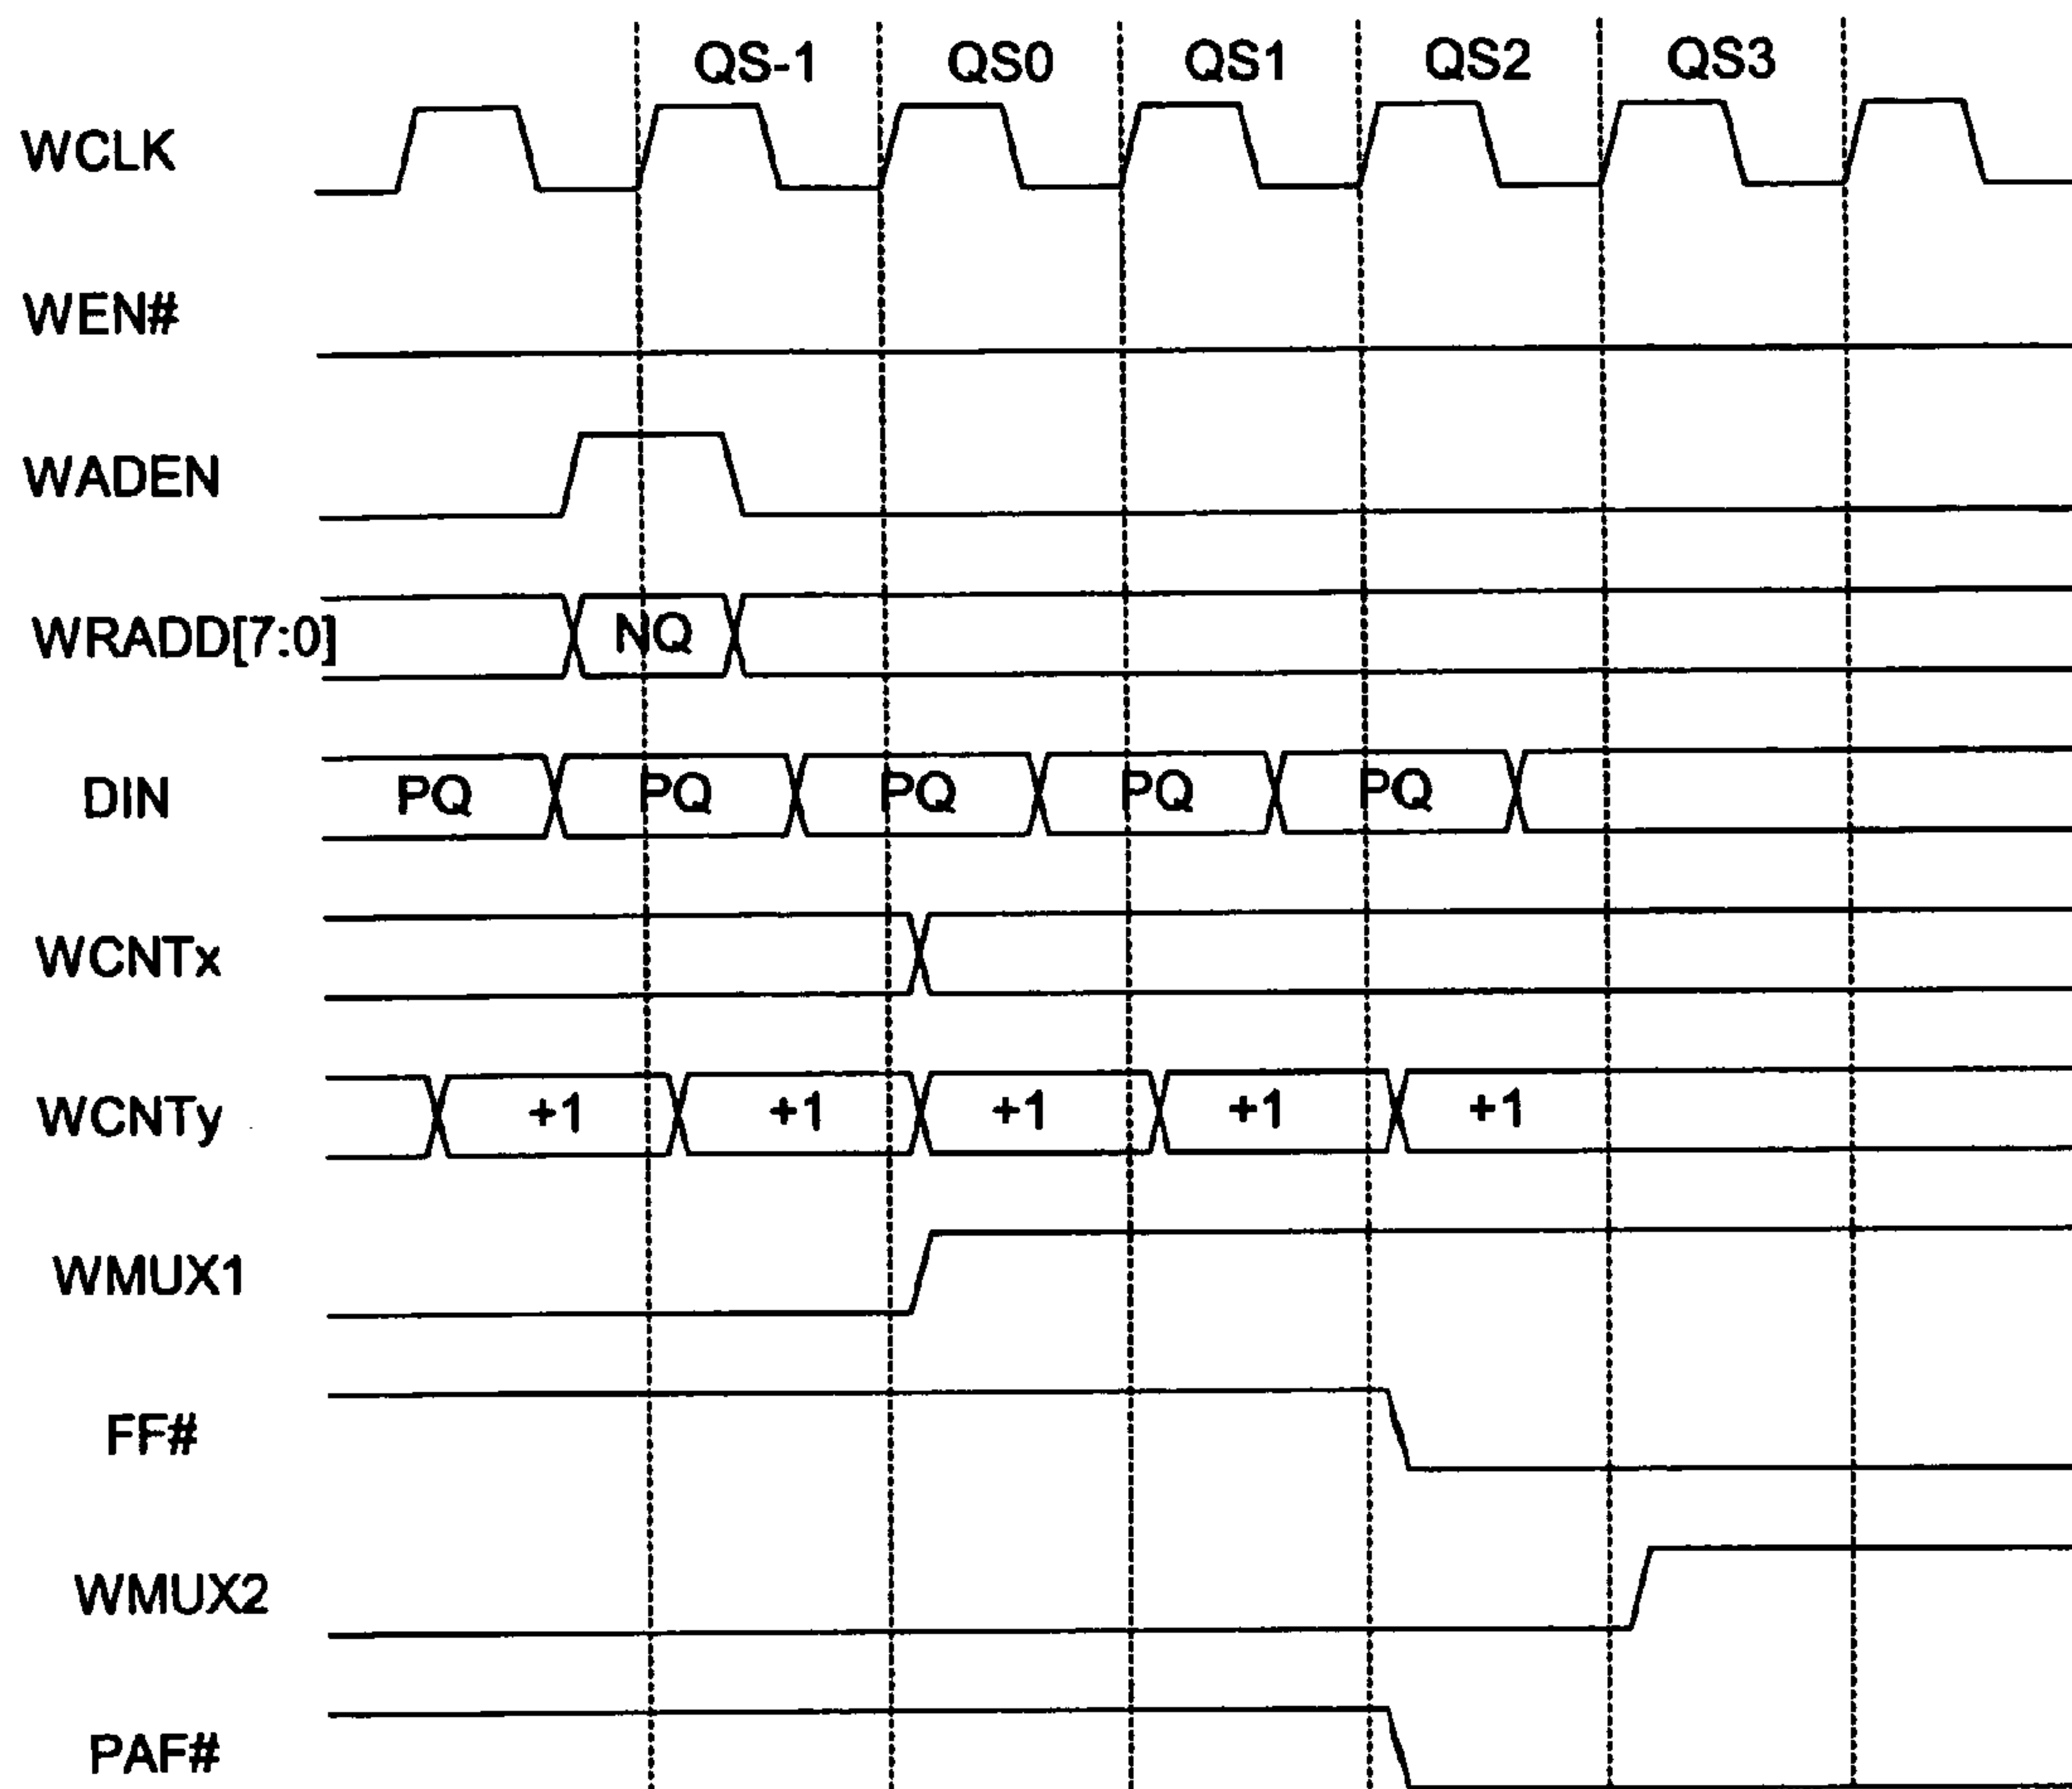 QS-1 QS0 QS1 QS2 QS3
WCLK
WEN#
WADEN
WRADD[7:0] NQ
DIN PQ PQ PQ PQ PQ
WCNTx
WCNTy +1 +1 +1 +1 +1
WMUX1
FF#
WMUX2
PAF#